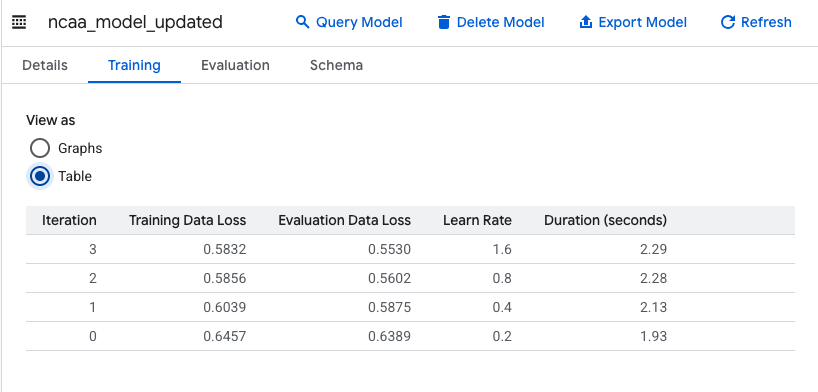 ncaa_model_updated Query Model Delete Model Export Model Refresh
Details Training Evaluation Schema
View as
Graphs
Table
Iteration Training Data Loss Evaluation Data Loss Learn Rate Duration (seconds)
3 0.5832 0.5530 1.6 2.29
2 0.5856 0.5602 0.8 2.28
1 0.6039 0.5875 0.4 2.13
0 0.6457 0.6389 0.2 1.93